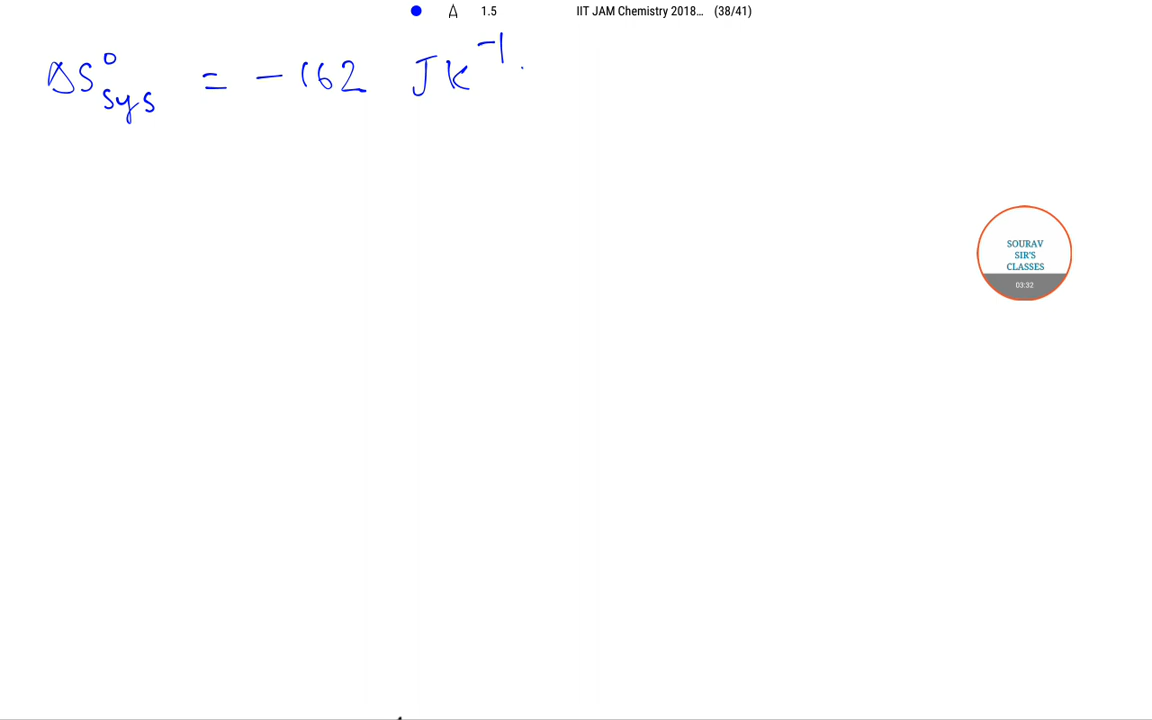 1.5 IIT JAM Chemistry 2018... (38/41)
ΔS°sys = -162 JK⁻¹.
SOURAV
SIR'S
CLASSES
03:32